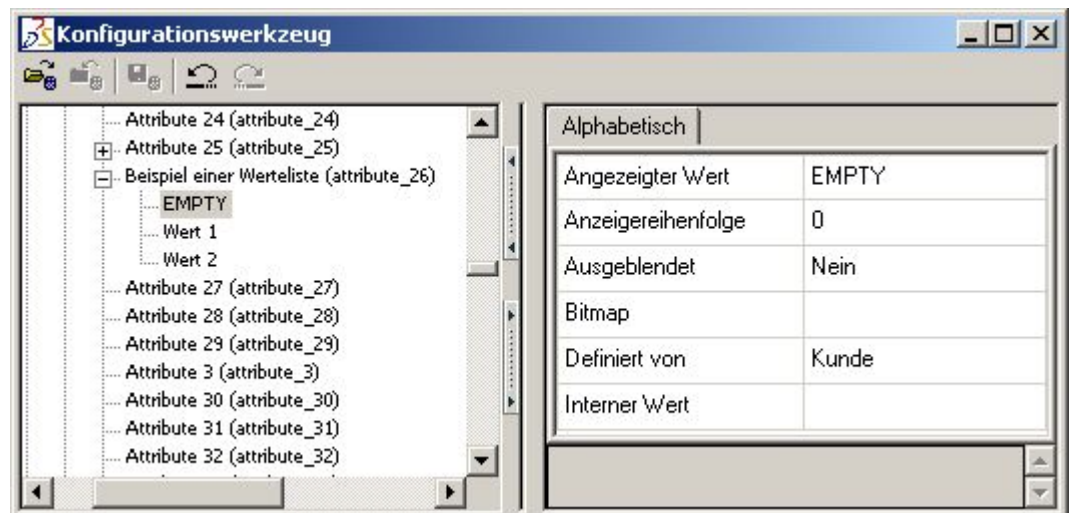 Konfigurationswerkzeug
Attribute 24 (attribute_24)
Attribute 25 (attribute_25)
Beispiel einer Werteliste (attribute_26)
EMPTY
Wert 1
Wert 2
Attribute 27 (attribute_27)
Attribute 28 (attribute_28)
Attribute 29 (attribute_29)
Attribute 3 (attribute_3)
Attribute 30 (attribute_30)
Attribute 31 (attribute_31)
Attribute 32 (attribute_32)
Alphabetisch
Angezeigter Wert EMPTY
Anzeigereihenfolge 0
Ausgeblendet Nein
Bitmap
Definiert von Kunde
Interner Wert